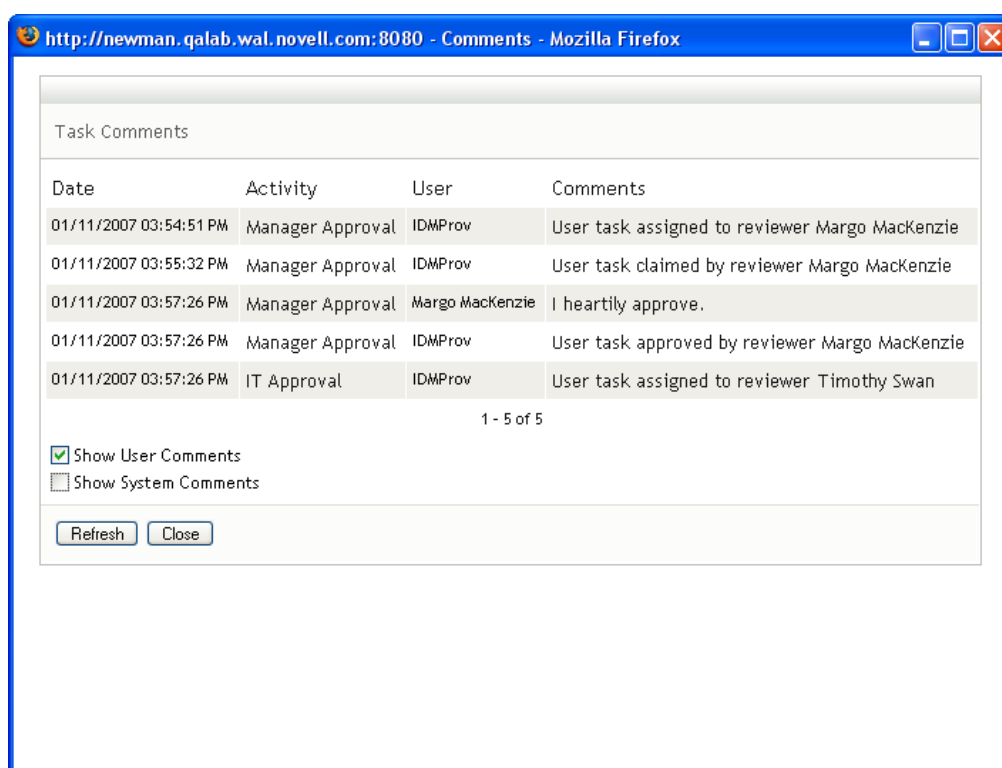 http://newman.qalab.wal.novell.com:8080 - Comments - Mozilla Firefox
Task Comments
Date Activity User Comments
01/11/2007 03:54:51 PM Manager Approval IDMProv User task assigned to reviewer Margo MacKenzie
01/11/2007 03:55:32 PM Manager Approval IDMProv User task claimed by reviewer Margo MacKenzie
01/11/2007 03:57:26 PM Manager Approval Margo MacKenzie I heartily approve.
01/11/2007 03:57:26 PM Manager Approval IDMProv User task approved by reviewer Margo MacKenzie
01/11/2007 03:57:26 PM IT Approval IDMProv User task assigned to reviewer Timothy Swan
1 - 5 of 5
Show User Comments
Show System Comments
Refresh Close